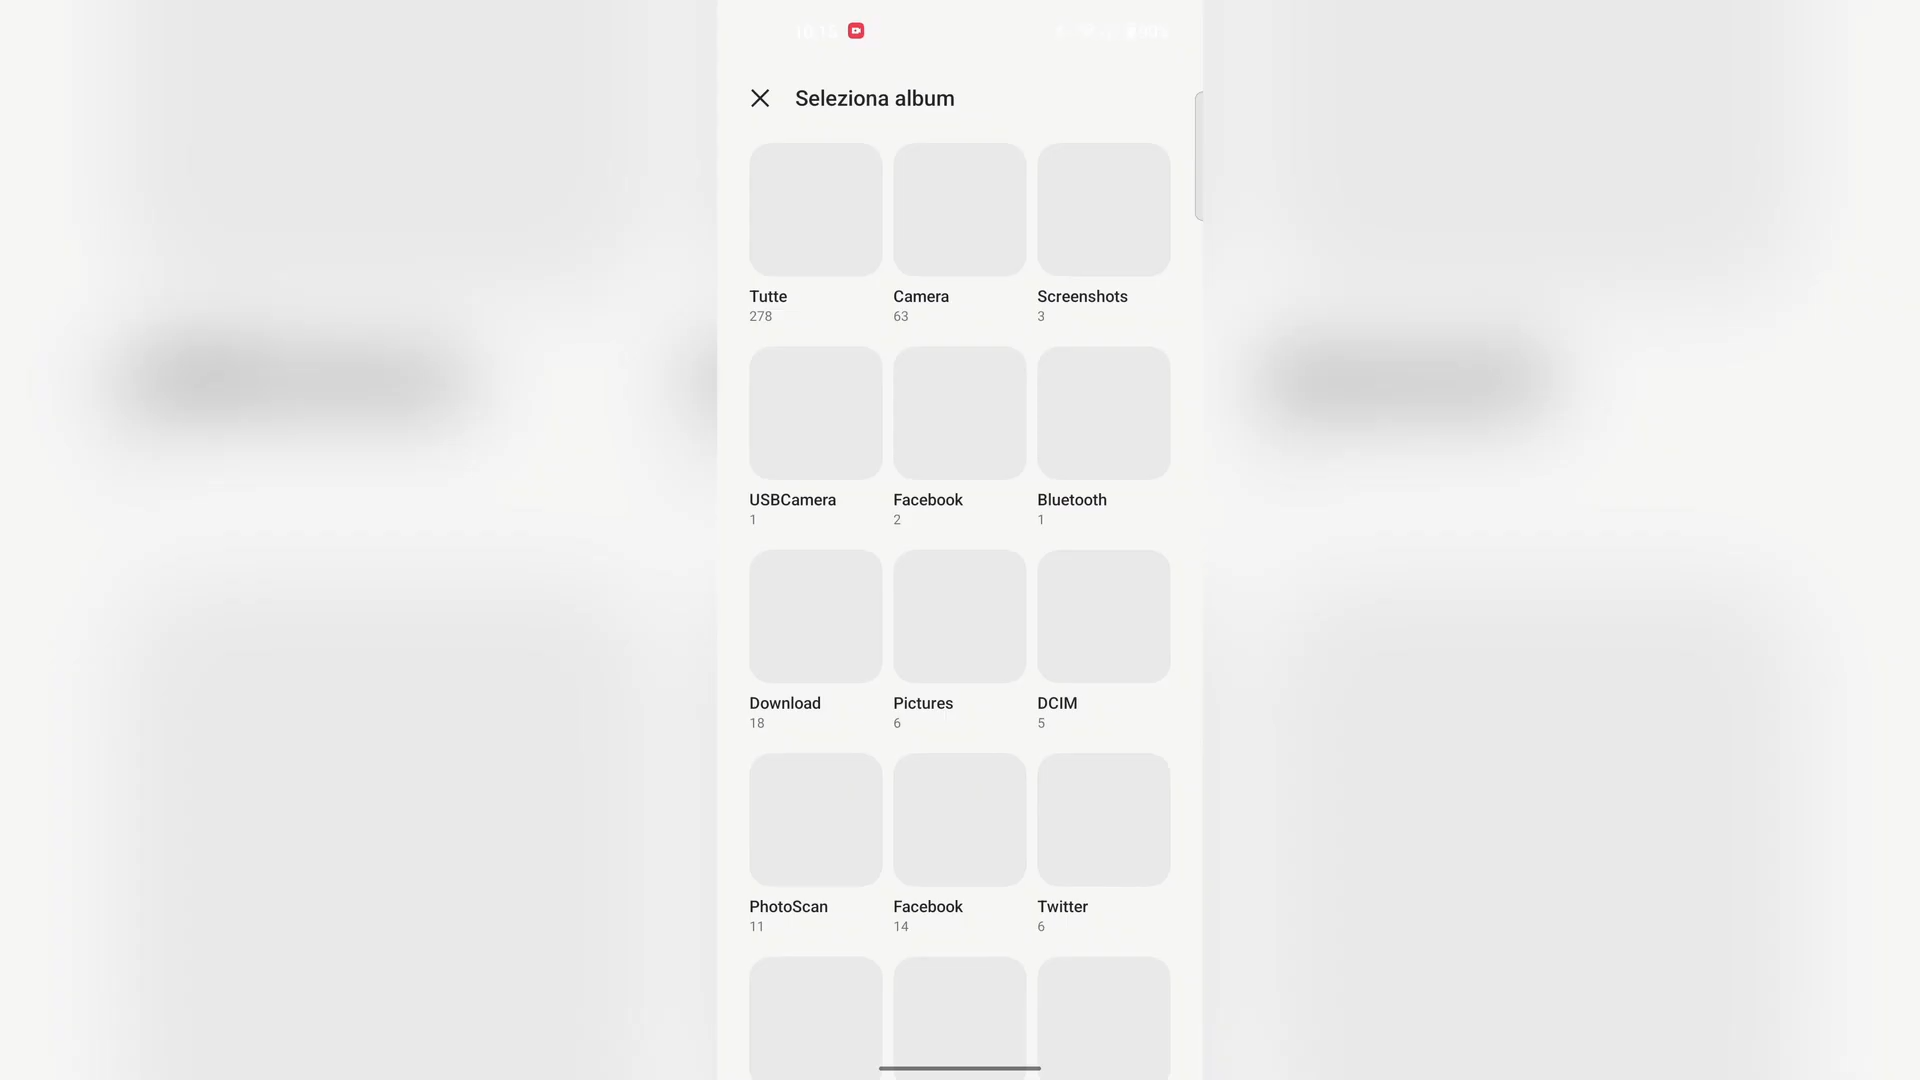 Seleziona album
Tutte
278
Camera
63
Screenshots
3
USBCamera
1
Facebook
2
Bluetooth
1
Download
18
Pictures
6
DCIM
5
PhotoScan
11
Facebook
14
Twitter
6